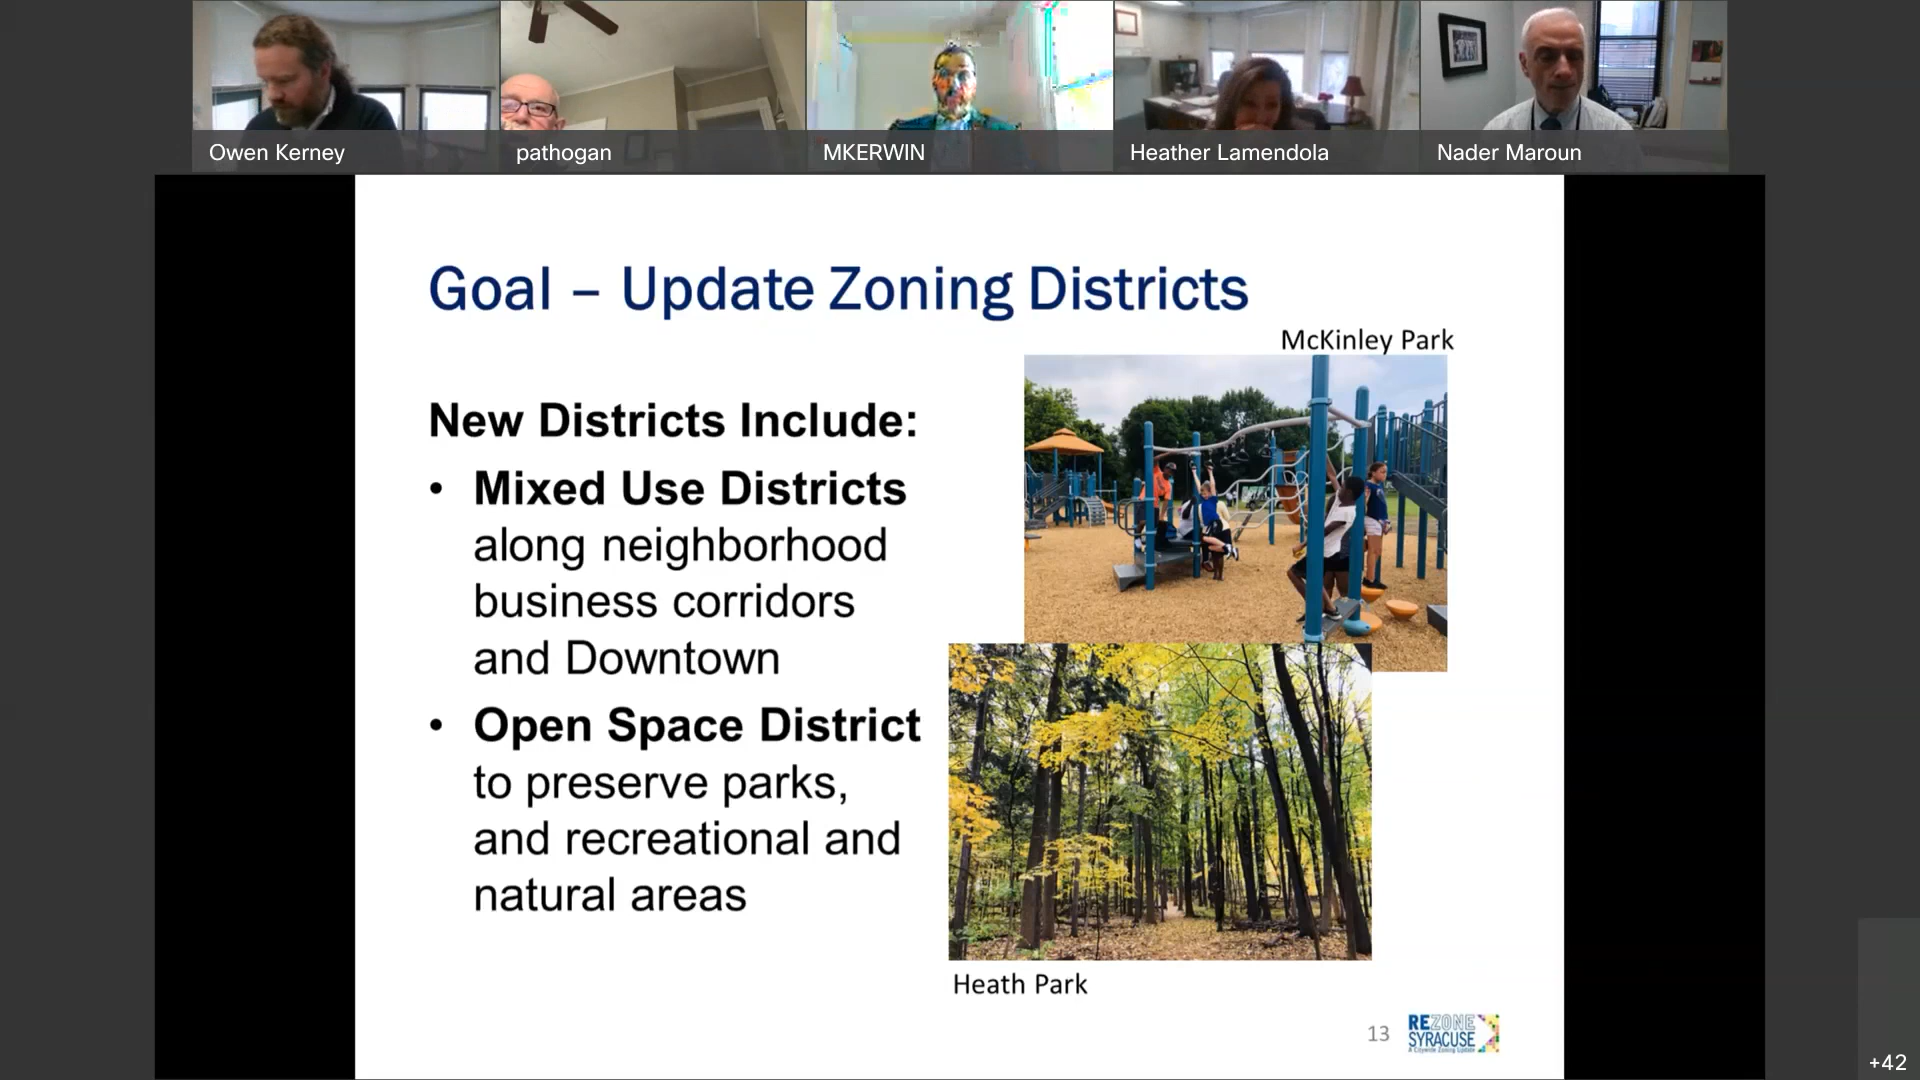 Owen Kerney
pathogan
MKERWIN
Heather Lamendola
Nader Maroun
Goal – Update Zoning Districts
McKinley Park
New Districts Include:
• Mixed Use Districts
along neighborhood
business corridors
and Downtown
• Open Space District
to preserve parks,
and recreational and
natural areas
Heath Park
13
REZONE
SYRACUSE
A Citywide Zoning Update
+42